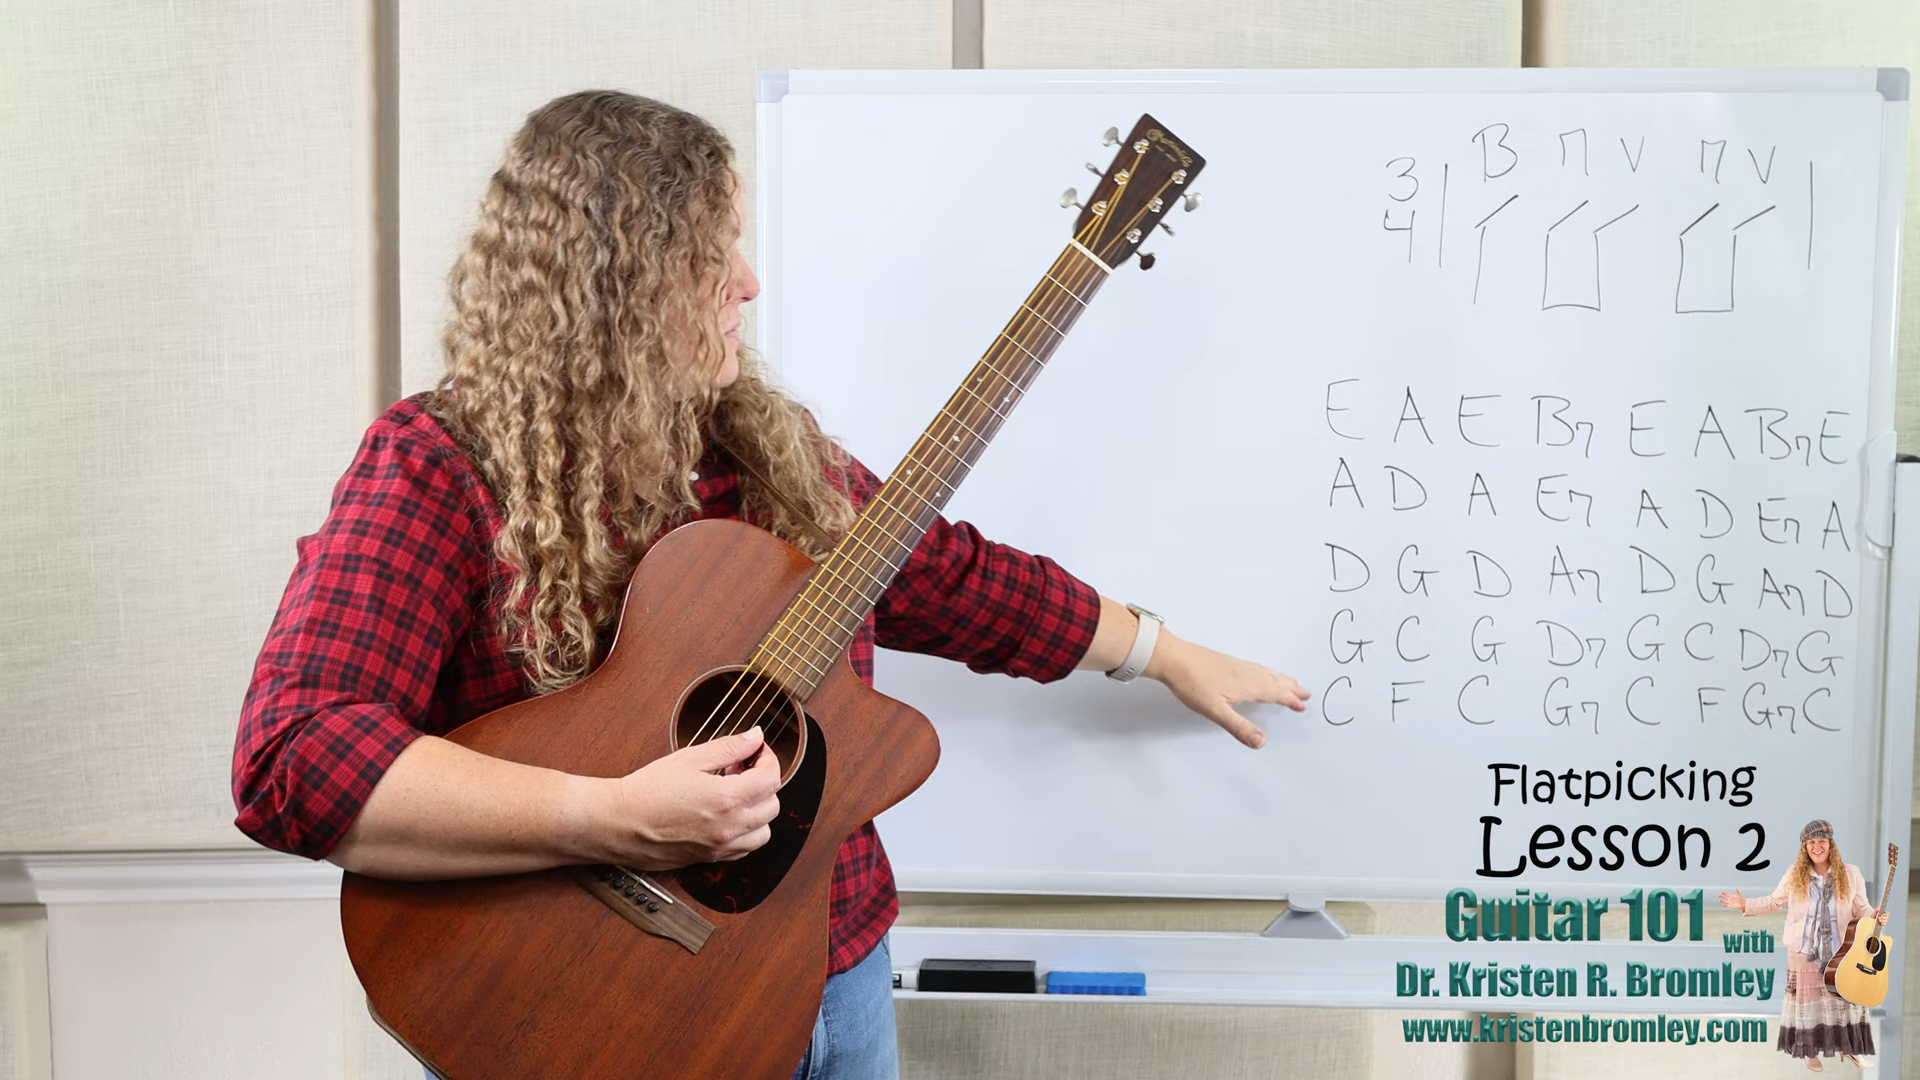 B ⊓ V ⊓ V
3
4
E A E B7 E A B7 E
A D A E7 A D E7 A
D G D A7 D G A7 D
G C G D7 G C D7 G
C F C G7 C F G7 C
Flatpicking
Lesson 2
Guitar 101
with
Dr. Kristen R. Bromley
www.kristenbromley.com